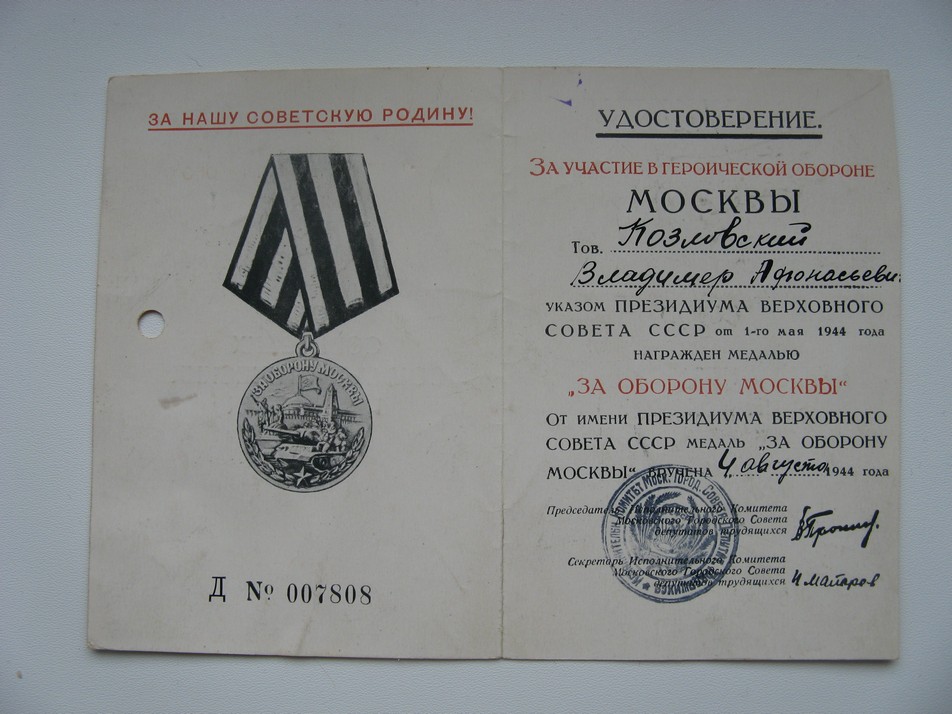 ЗА НАШУ СОВЕТСКУЮ РОДИНУ!
ЗА ОБОРОНУ МОСКВЫ
Д № 007808
УДОСТОВЕРЕНИЕ.
ЗА УЧАСТИЕ В ГЕРОИЧЕСКОЙ ОБОРОНЕ
МОСКВЫ
Тов. Козловский
Владимер Афонасьевич
УКАЗОМ ПРЕЗИДИУМА ВЕРХОВНОГО
СОВЕТА СССР от 1-го мая 1944 года
НАГРАЖДЕН МЕДАЛЬЮ
„ЗА ОБОРОНУ МОСКВЫ“
От имени ПРЕЗИДИУМА ВЕРХОВНОГО
СОВЕТА СССР МЕДАЛЬ „ЗА ОБОРОНУ
МОСКВЫ“ ВРУЧЕНА 4 августа 1944 года
Председатель Исполнительного Комитета
Московского Городского Совета
депутатов трудящихся
Секретарь Исполнительного Комитета
Московского Городского Совета
депутатов трудящихся